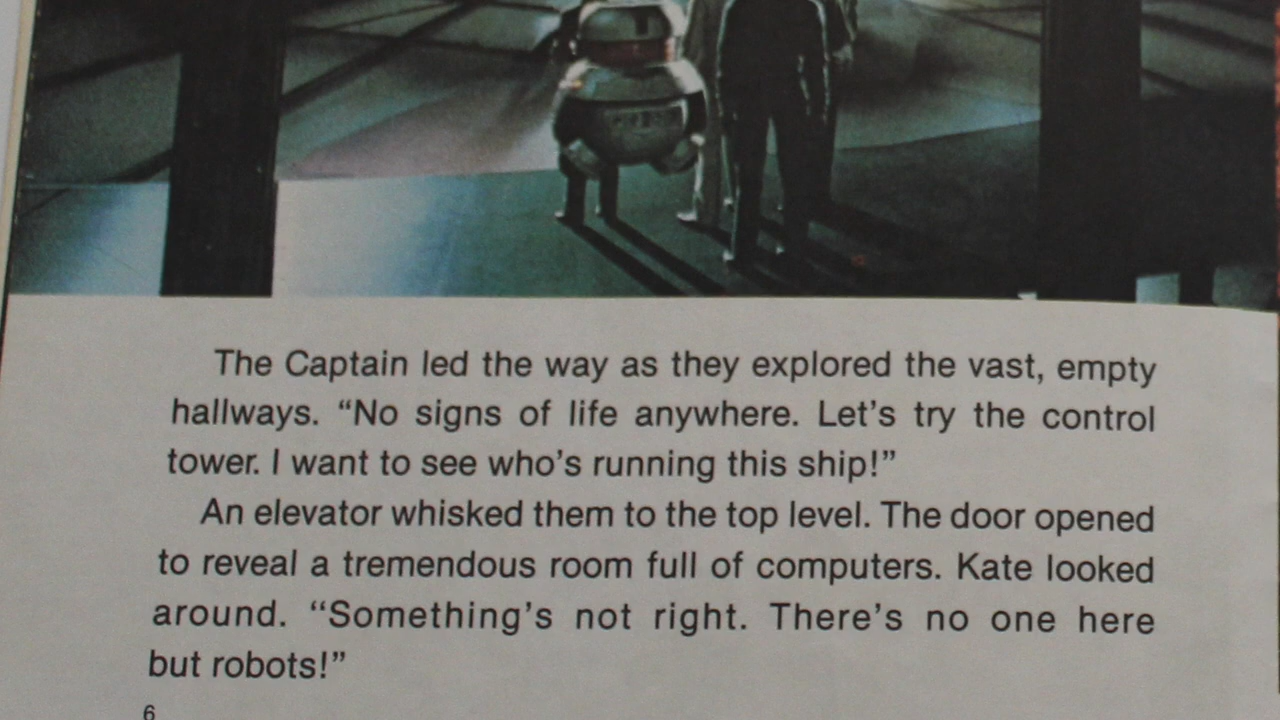 The Captain led the way as they explored the vast, empty
hallways. “No signs of life anywhere. Let’s try the control
tower. I want to see who’s running this ship!”
An elevator whisked them to the top level. The door opened
to reveal a tremendous room full of computers. Kate looked
around. “Something’s not right. There’s no one here
but robots!”
6